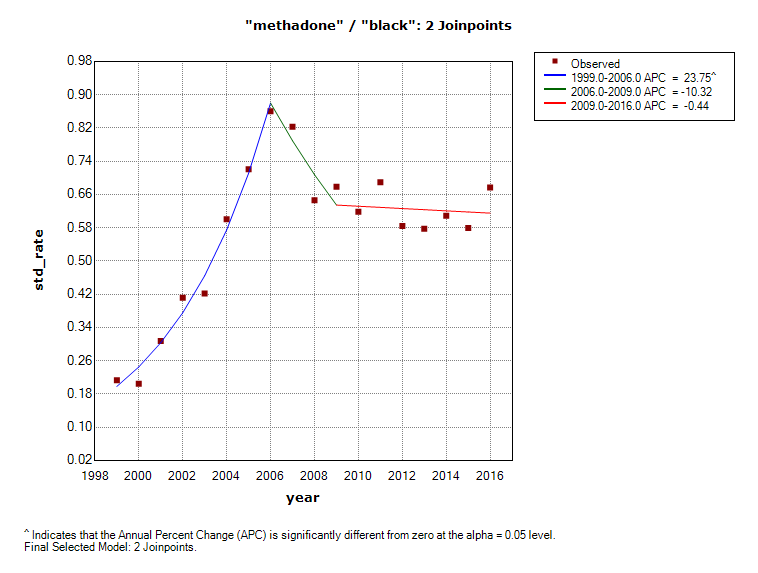 "methadone" / "black": 2 Joinpoints
Observed
1999.0-2006.0 APC = 23.75^
2006.0-2009.0 APC = -10.32
2009.0-2016.0 APC = -0.44
0.98
0.90
0.82
0.74
0.66
0.58
0.50
0.42
0.34
0.26
0.18
0.10
0.02
std_rate
1998 2000 2002 2004 2006 2008 2010 2012 2014 2016
year
^ Indicates that the Annual Percent Change (APC) is significantly different from zero at the alpha = 0.05 level.
Final Selected Model: 2 Joinpoints.